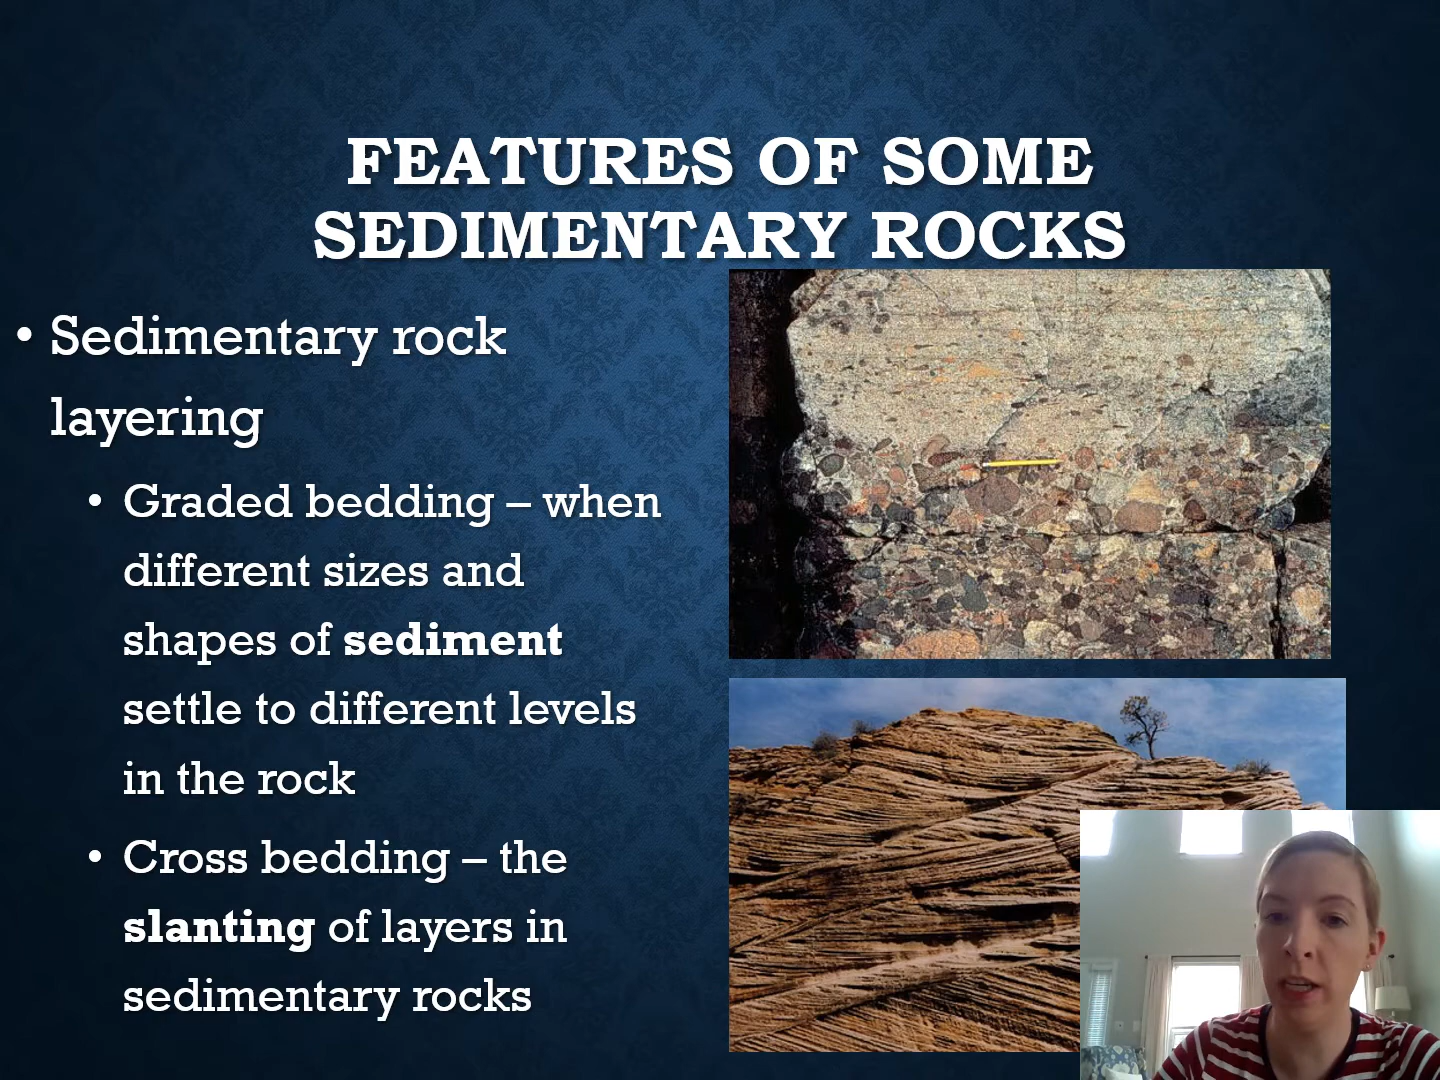 FEATURES OF SOME
SEDIMENTARY ROCKS
• Sedimentary rock
layering
• Graded bedding – when
different sizes and
shapes of sediment
settle to different levels
in the rock
• Cross bedding – the
slanting of layers in
sedimentary rocks